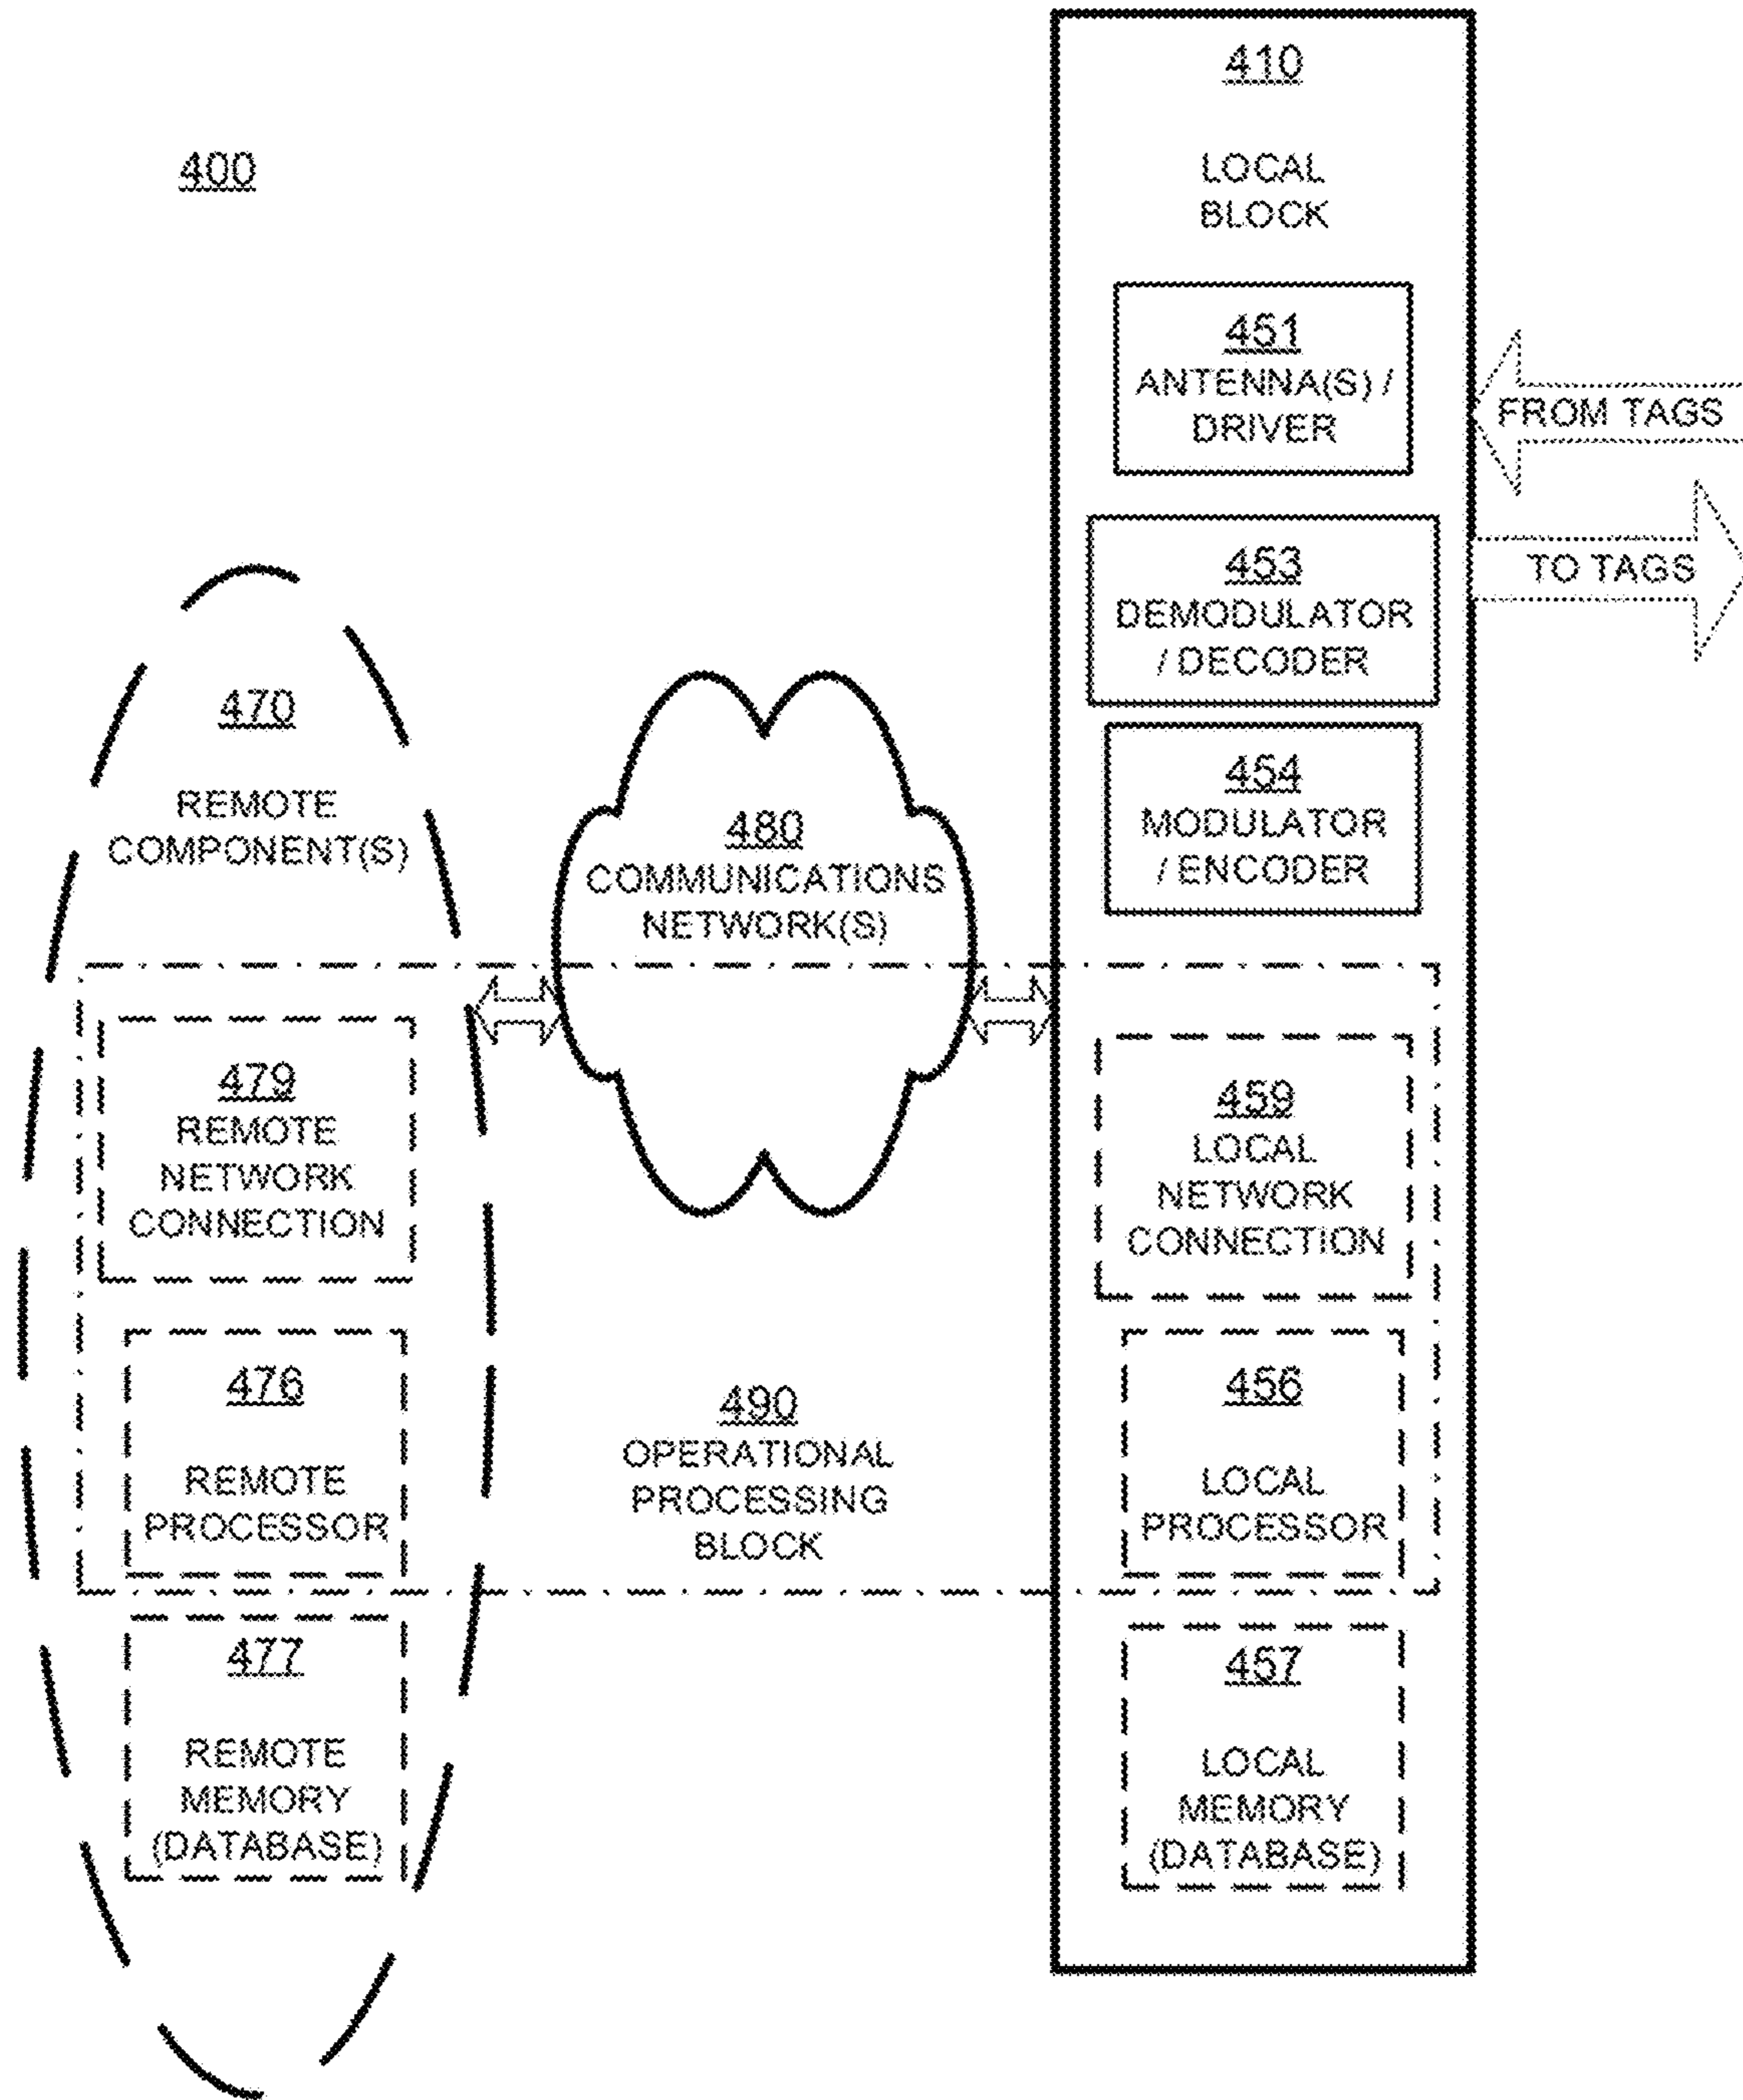 400
410
LOCAL
BLOCK
451
ANTENNA(S) /
DRIVER
FROM TAGS
453
DEMODULATOR
/ DECODER
TO TAGS
454
MODULATOR
/ ENCODER
470
REMOTE
COMPONENT(S)
480
COMMUNICATIONS
NETWORK(S)
479
REMOTE
NETWORK
CONNECTION
459
LOCAL
NETWORK
CONNECTION
476
REMOTE
PROCESSOR
490
OPERATIONAL
PROCESSING
BLOCK
456
LOCAL
PROCESSOR
477
REMOTE
MEMORY
(DATABASE)
457
LOCAL
MEMORY
(DATABASE)